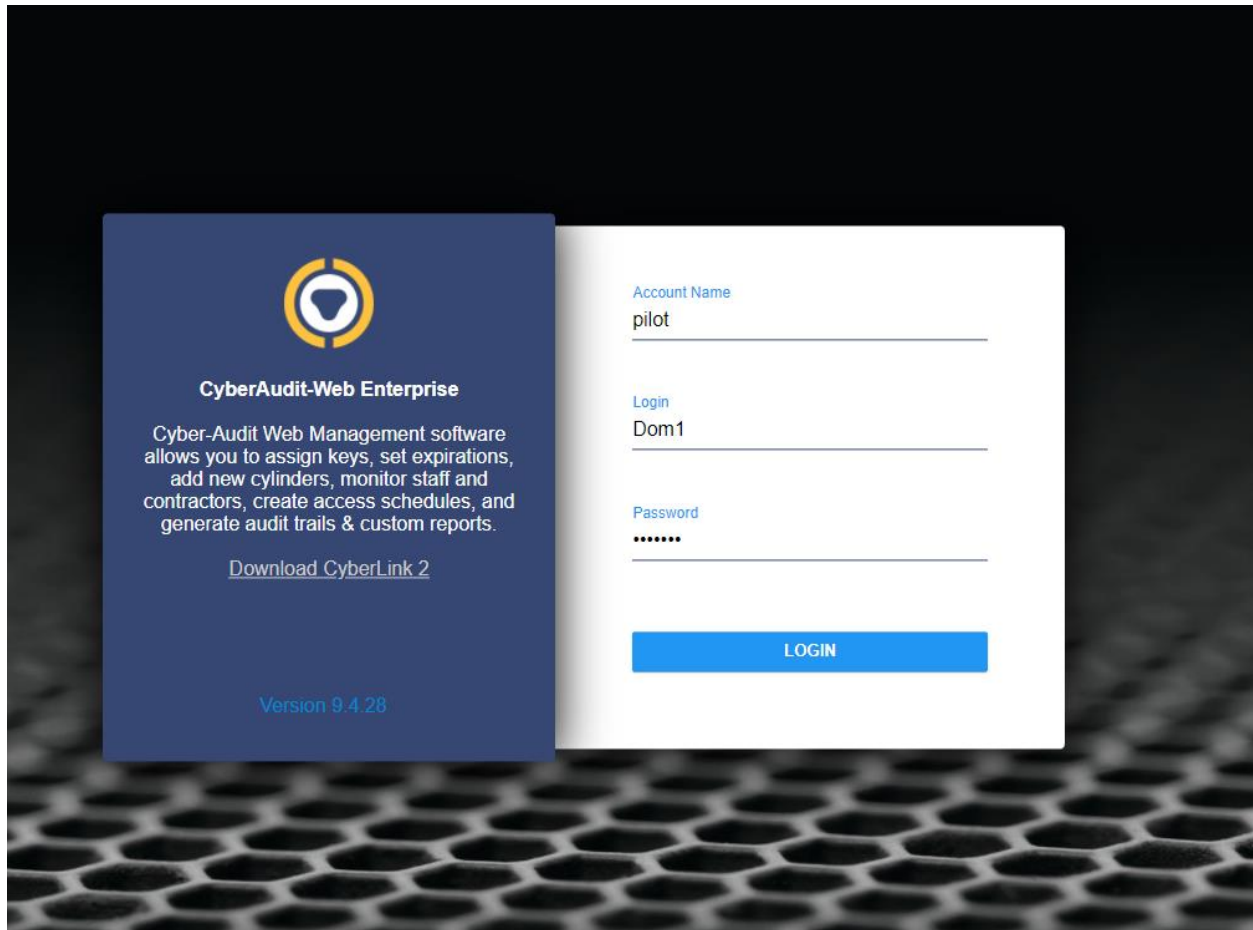 CyberAudit-Web Enterprise
Cyber-Audit Web Management software
allows you to assign keys, set expirations,
add new cylinders, monitor staff and
contractors, create access schedules, and
generate audit trails & custom reports.
Download CyberLink 2
Version 9.4.28
Account Name
pilot
Login
Dom1
Password
•••••••
LOGIN